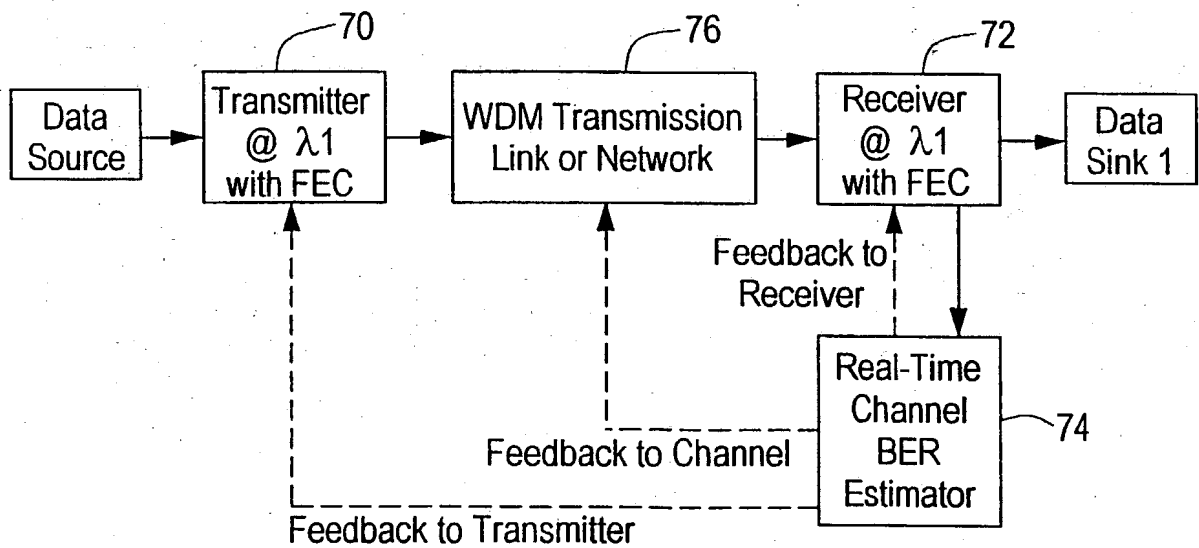 70
76
72
Data
Source
Transmitter
@ λ1
with FEC
WDM Transmission
Link or Network
Receiver
@ λ1
with FEC
Data
Sink 1
Feedback to
Receiver
Real-Time
Channel
BER
Estimator
74
Feedback to Channel
Feedback to Transmitter